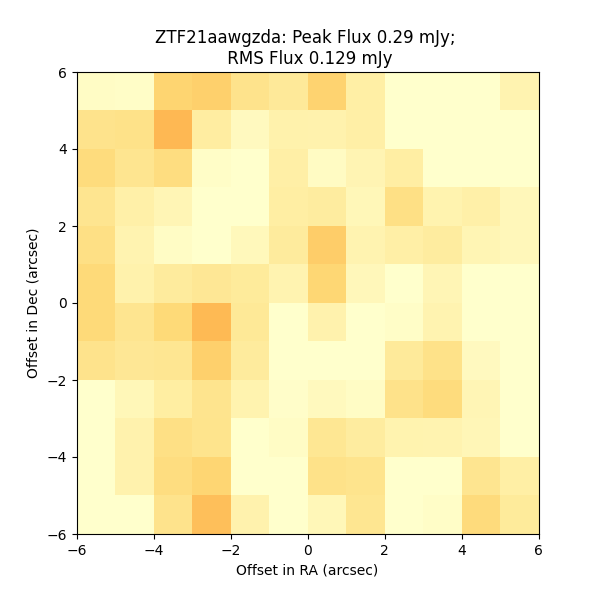 ZTF21aawgzda: Peak Flux 0.29 mJy;
RMS Flux 0.129 mJy
6
4
2
0
−2
−4
−6
Offset in Dec (arcsec)
−6 −4 −2 0 2 4 6
Offset in RA (arcsec)